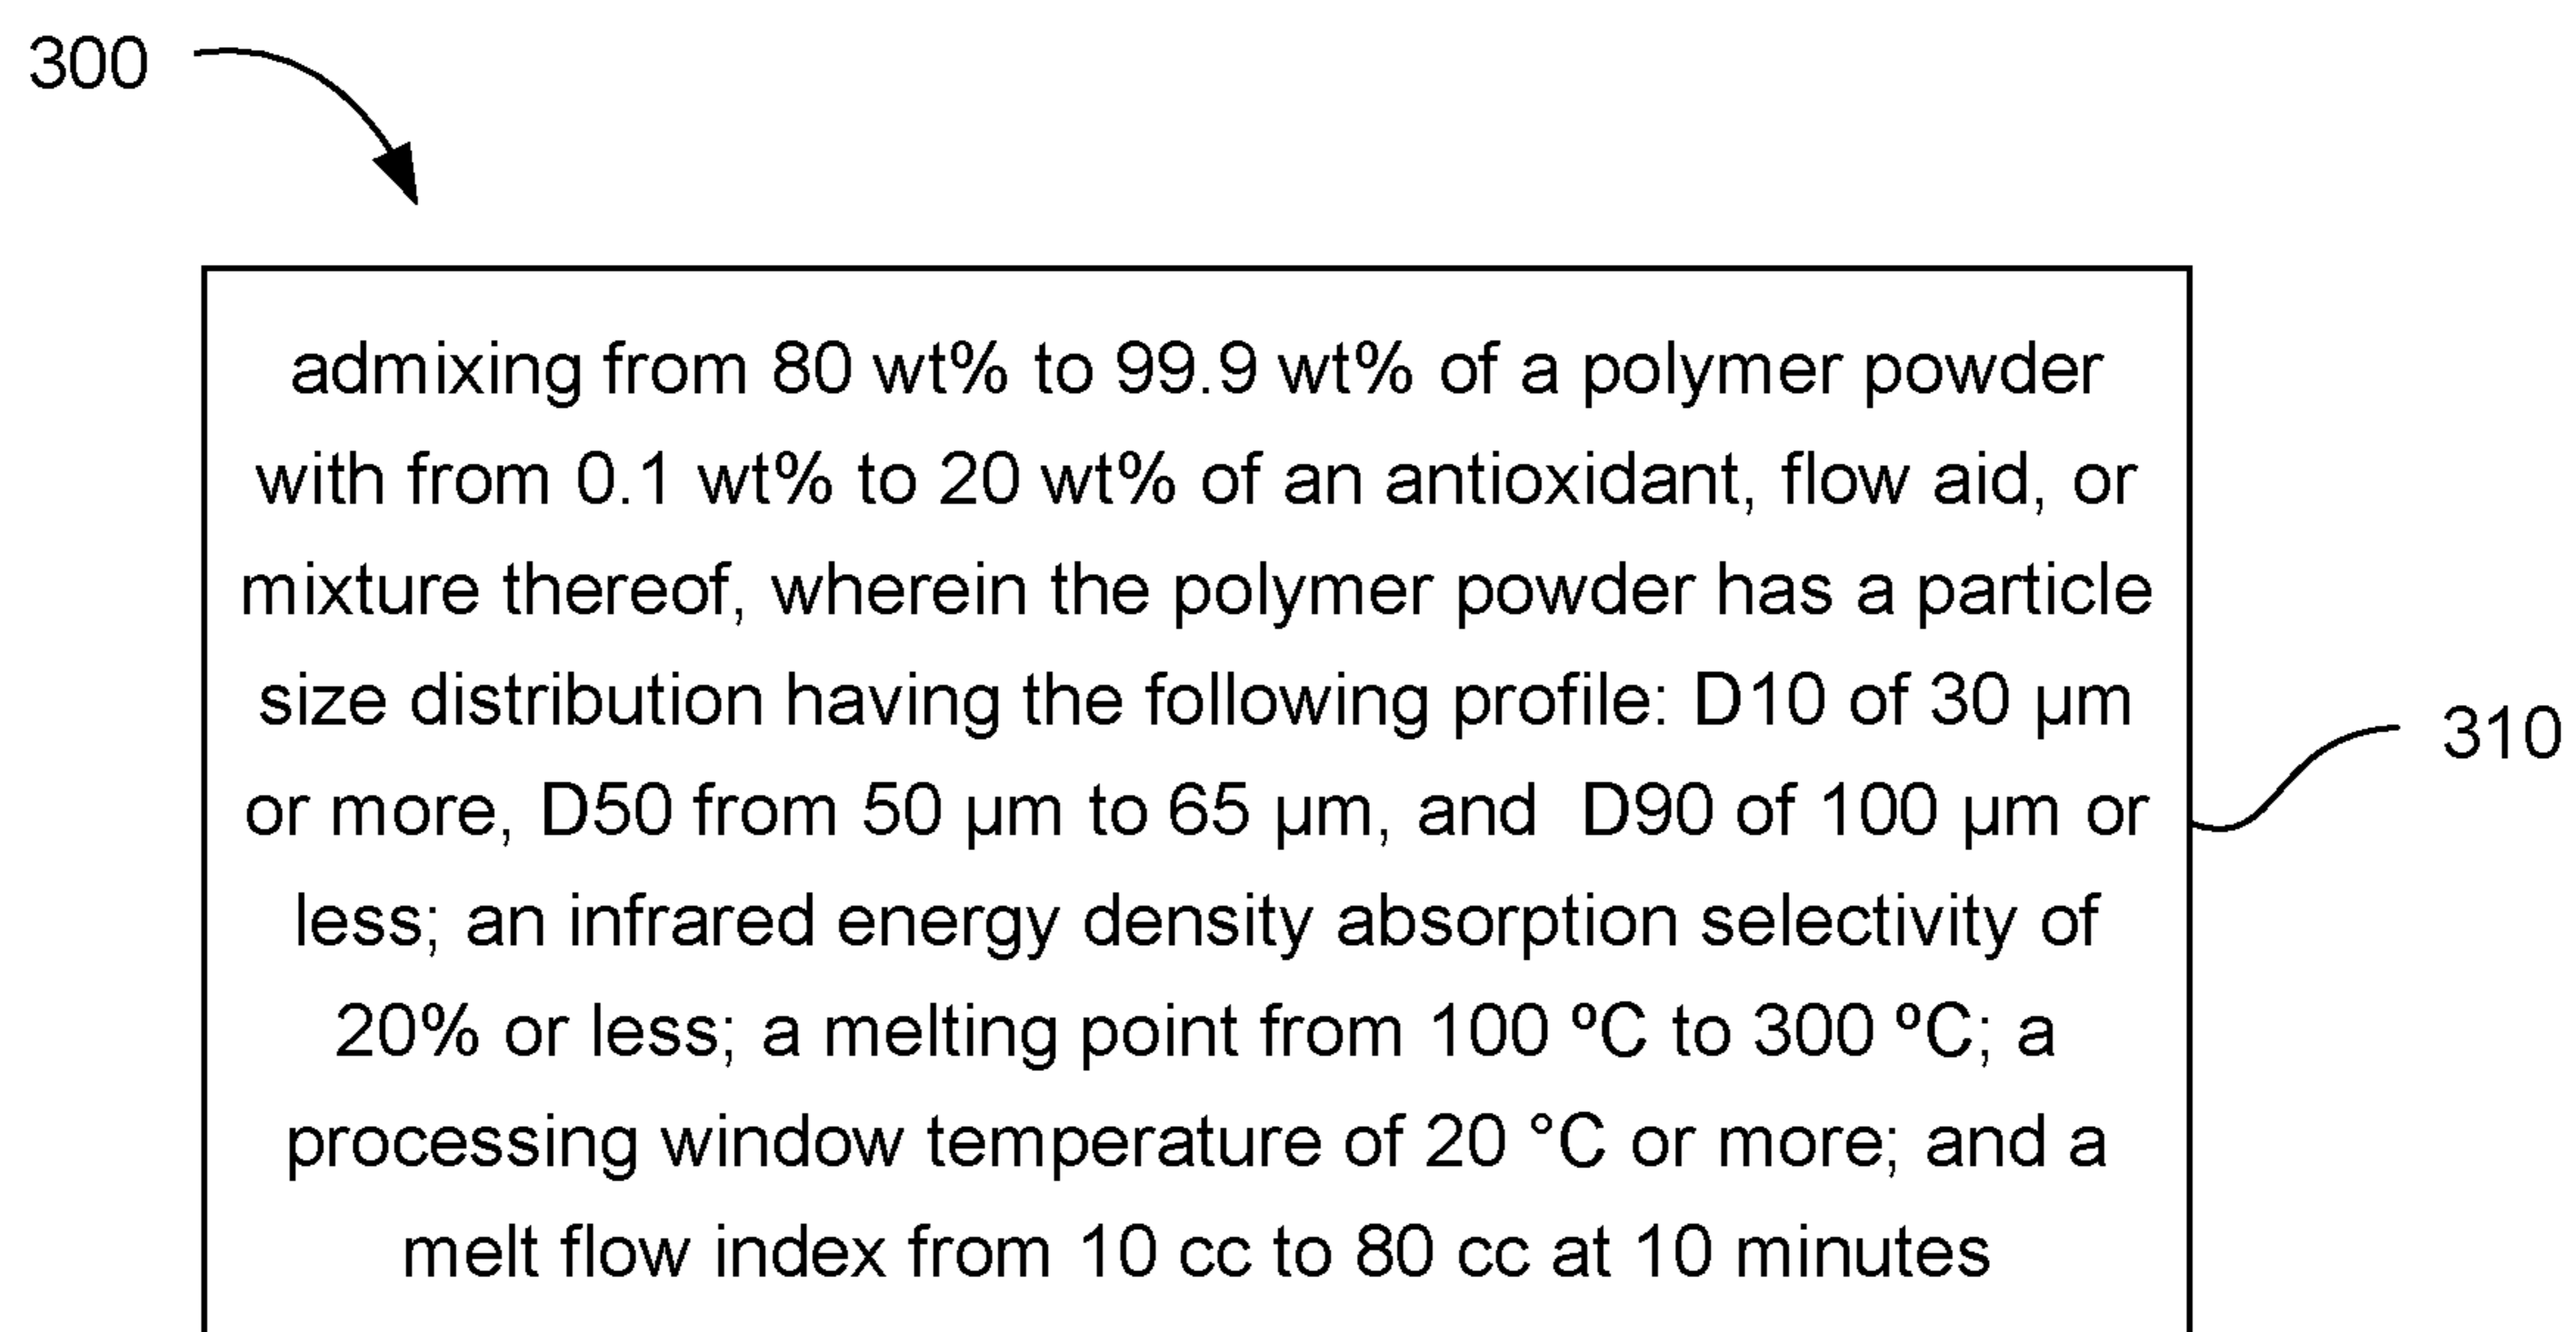 300
admixing from 80 wt% to 99.9 wt% of a polymer powder
with from 0.1 wt% to 20 wt% of an antioxidant, flow aid, or
mixture thereof, wherein the polymer powder has a particle
size distribution having the following profile: D10 of 30 µm
or more, D50 from 50 µm to 65 µm, and  D90 of 100 µm or
less; an infrared energy density absorption selectivity of
20% or less; a melting point from 100 ºC to 300 ºC; a
processing window temperature of 20 °C or more; and a
melt flow index from 10 cc to 80 cc at 10 minutes
310